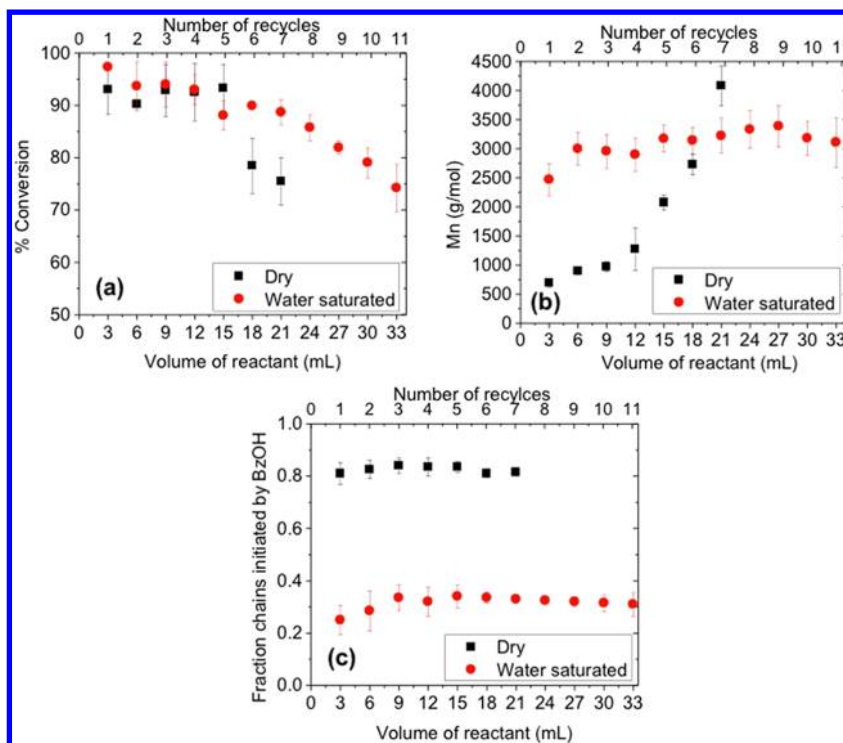 Number of recycles
0 1 2 3 4 5 6 7 8 9 10 11
100
90
80
70
60
50
% Conversion
(a)
Dry
Water saturated
0 3 6 9 12 15 18 21 24 27 30 33
Volume of reactant (mL)
Number of recycles
0 1 2 3 4 5 6 7 8 9 10 11
4500
4000
3500
3000
2500
2000
1500
1000
500
0
Mn (g/mol)
(b)
Dry
Water saturated
0 3 6 9 12 15 18 21 24 27 30 33
Volume of reactant (mL)
Number of recylces
0 1 2 3 4 5 6 7 8 9 10 11
1.0
0.8
0.6
0.4
0.2
0.0
Fraction chains initiated by BzOH
(c)
Dry
Water saturated
0 3 6 9 12 15 18 21 24 27 30 33
Volume of reactant (mL)